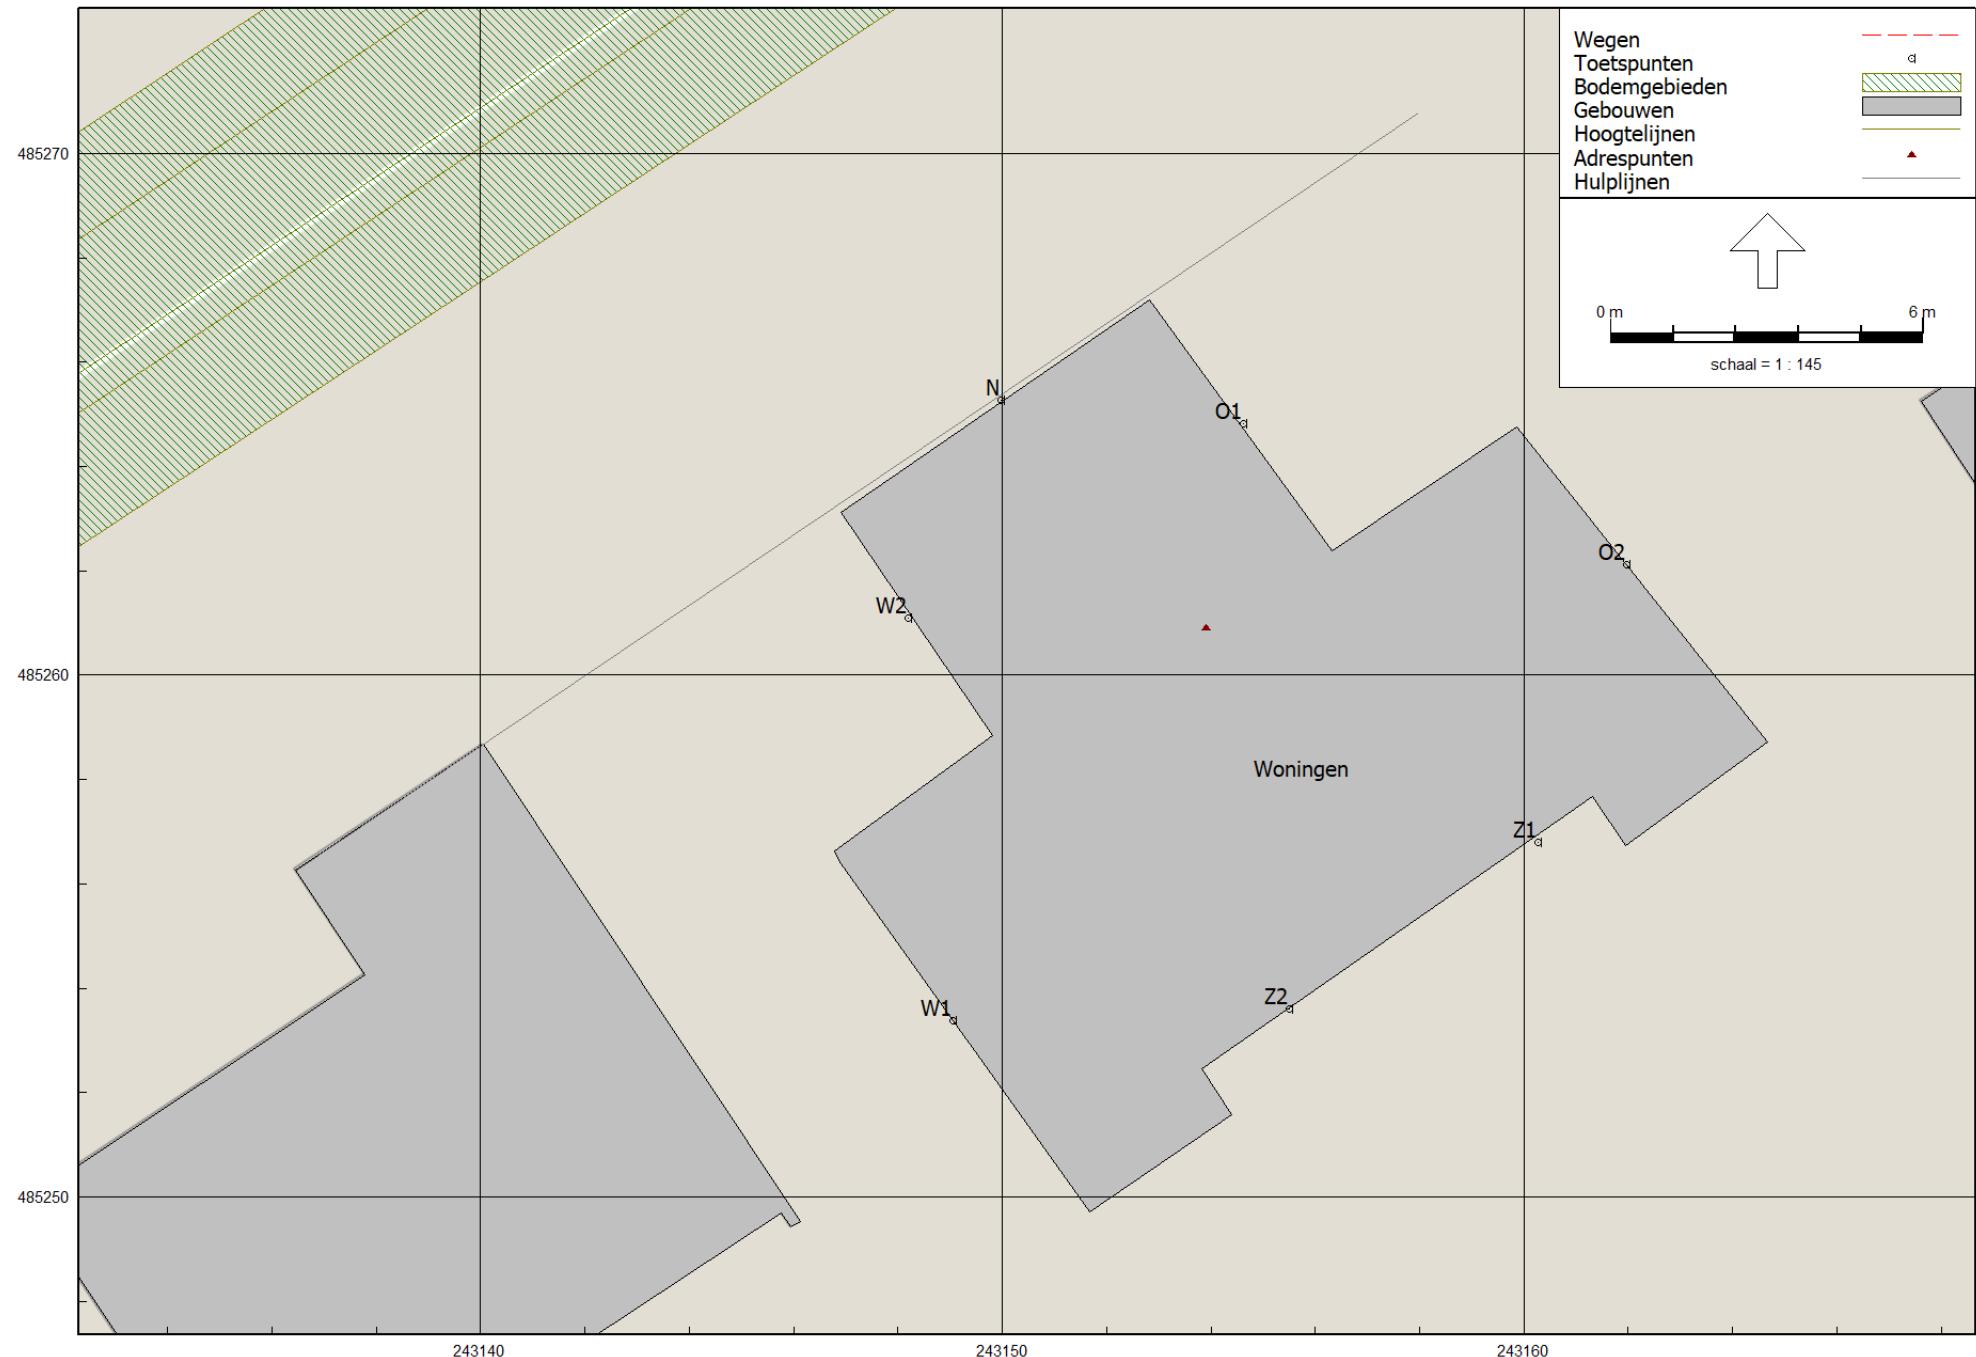 Wegen
Toetspunten
Bodemgebieden
Gebouwen
Hoogtelijnen
Adrespunten
Hulplijnen
0 m 6 m
schaal = 1 : 145
485270
N
O1
O2
W2
485260
Woningen
Z1
Z2
W1
485250
243140 243150 243160